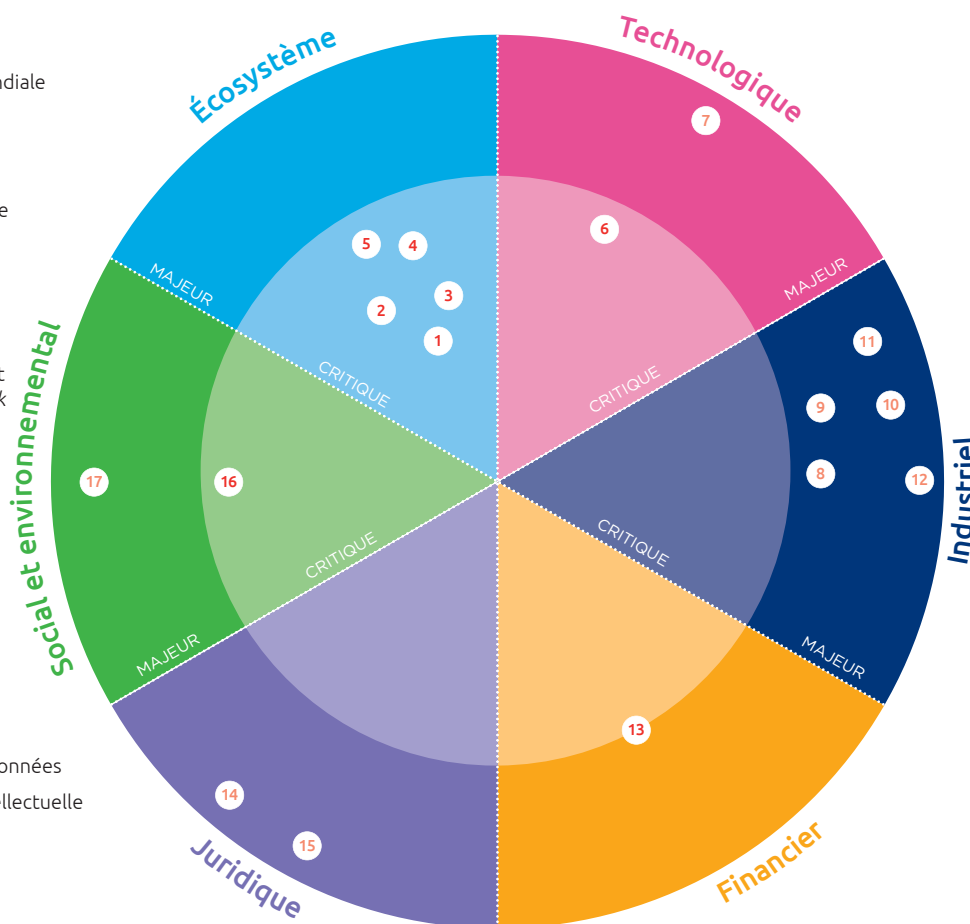 Écosystème
Technologique
ndiale
7
e
6
5
4
MAJEUR
MAJEUR
3
2
1
11
CRITIQUE
CRITIQUE
t
k
9
10
8
12
Social et environnemental
17
16
Industriel
CRITIQUE
CRITIQUE
MAJEUR
MAJEUR
13
onnées
ellectuelle
14
15
Juridique
Financier